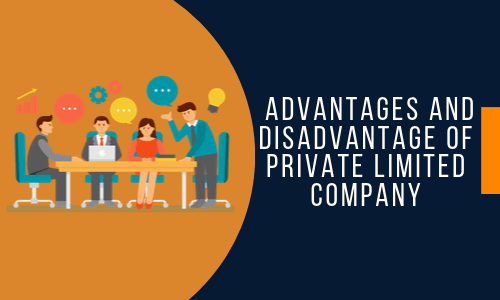 ADVANTAGES AND
DISADVANTAGE OF
PRIVATE LIMITED
COMPANY